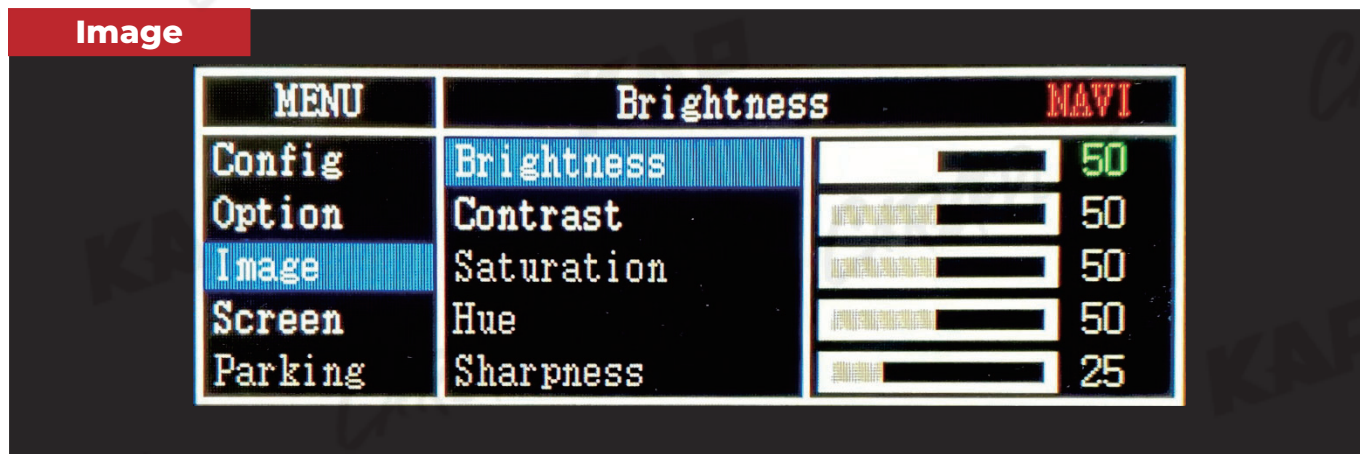 Image
MENU Brightness NAVI
Config Brightness 50
Option Contrast 50
Image Saturation 50
Screen Hue 50
Parking Sharpness 25